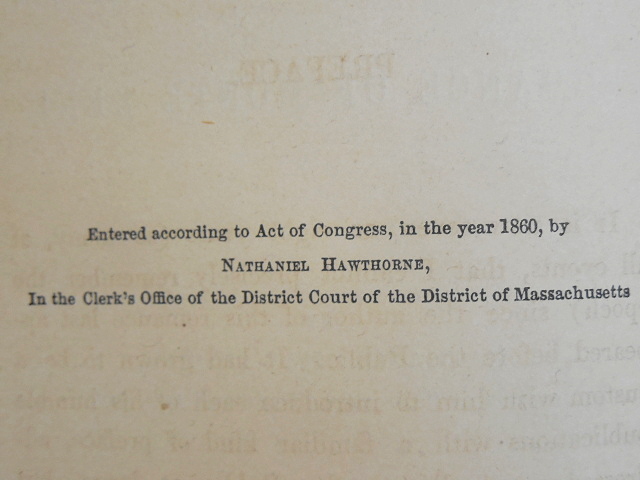 Entered according to Act of Congress, in the year 1860, by
NATHANIEL HAWTHORNE,
In the Clerk's Office of the District Court of the District of Massachusetts